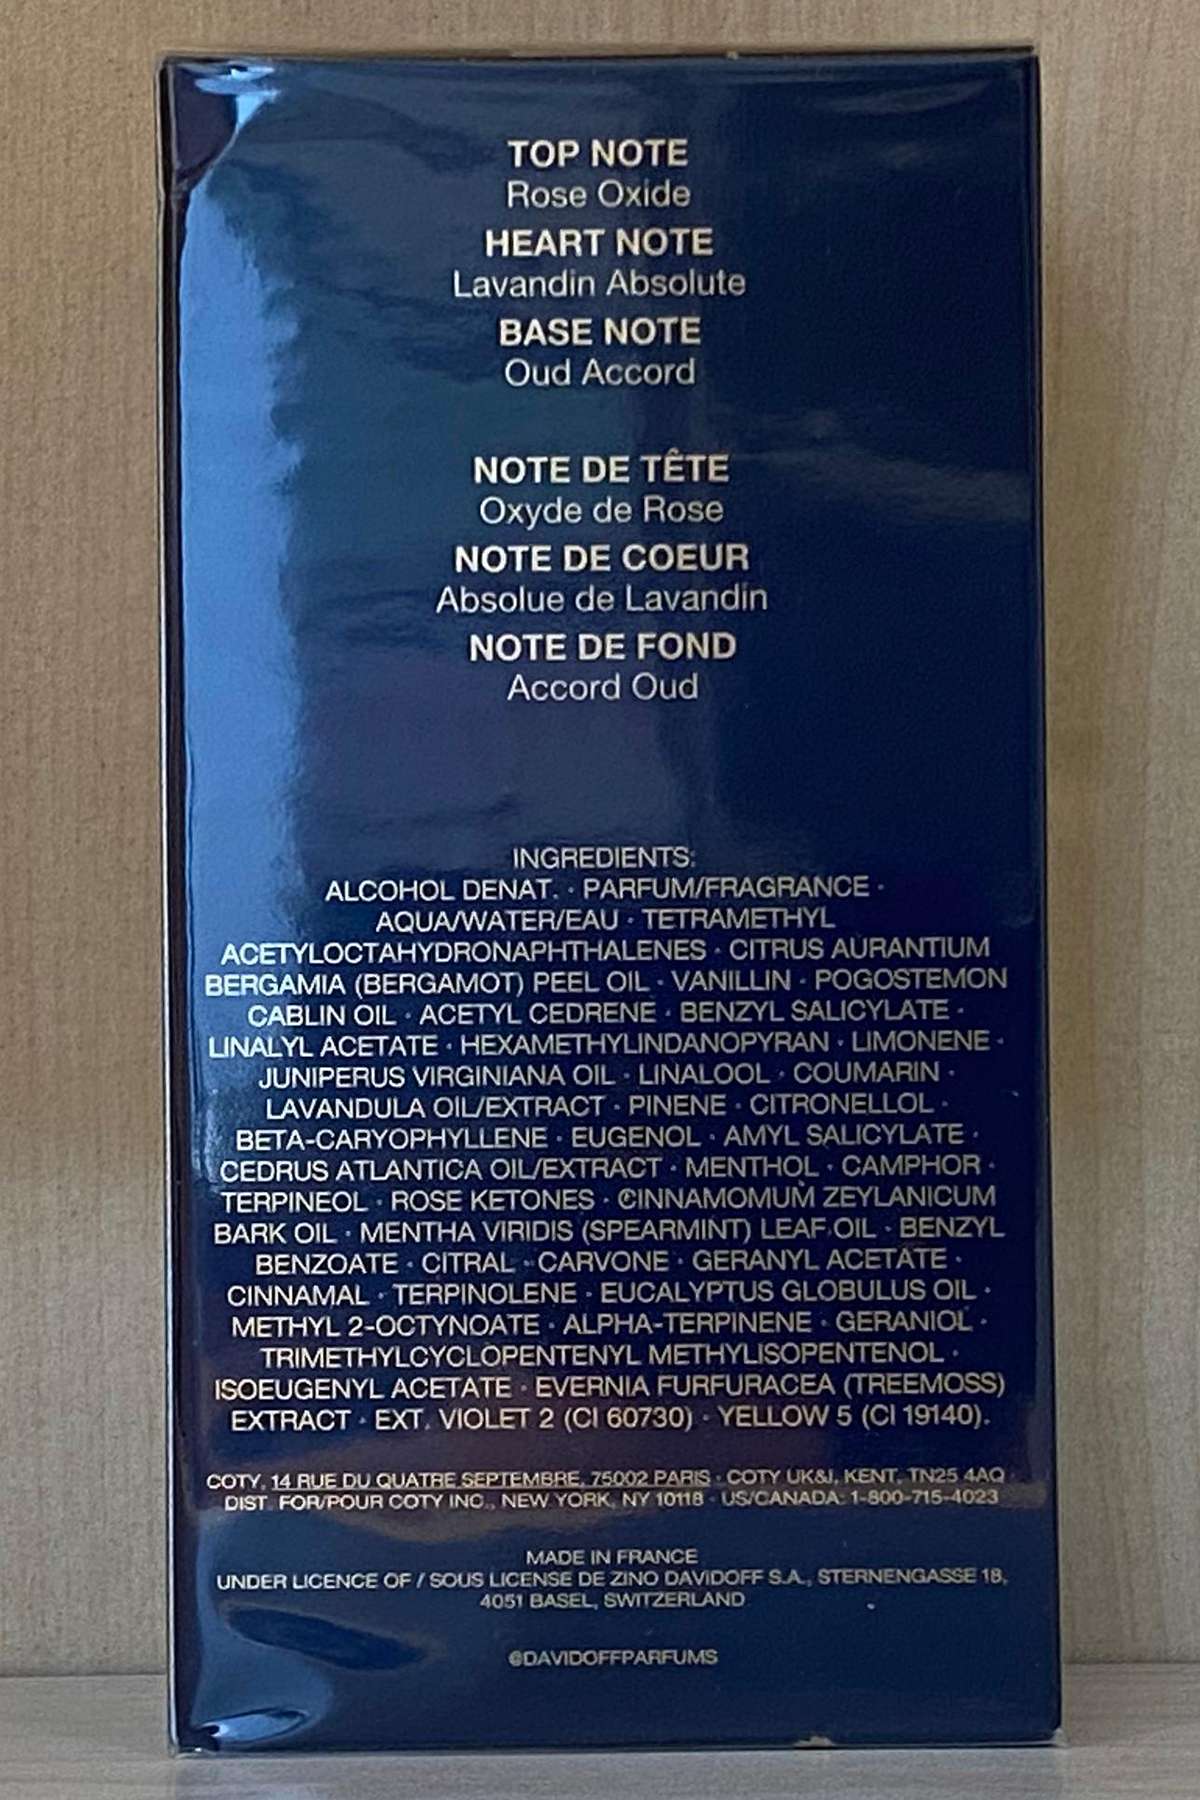 TOP NOTE
Rose Oxide
HEART NOTE
Lavandin Absolute
BASE NOTE
Oud Accord
NOTE DE TÊTE
Oxyde de Rose
NOTE DE COEUR
Absolue de Lavandin
NOTE DE FOND
Accord Oud
INGREDIENTS:
ALCOHOL DENAT. · PARFUM/FRAGRANCE ·
AQUA/WATER/EAU · TETRAMETHYL
ACETYLOCTAHYDRONAPHTHALENES · CITRUS AURANTIUM
BERGAMIA (BERGAMOT) PEEL OIL · VANILLIN · POGOSTEMON
CABLIN OIL · ACETYL CEDRENE · BENZYL SALICYLATE ·
LINALYL ACETATE · HEXAMETHYLINDANOPYRAN · LIMONENE ·
JUNIPERUS VIRGINIANA OIL · LINALOOL · COUMARIN ·
LAVANDULA OIL/EXTRACT · PINENE · CITRONELLOL ·
BETA-CARYOPHYLLENE · EUGENOL · AMYL SALICYLATE ·
CEDRUS ATLANTICA OIL/EXTRACT · MENTHOL · CAMPHOR ·
TERPINEOL · ROSE KETONES · CINNAMOMUM ZEYLANICUM
BARK OIL · MENTHA VIRIDIS (SPEARMINT) LEAF OIL · BENZYL
BENZOATE · CITRAL · CARVONE · GERANYL ACETATE ·
CINNAMAL · TERPINOLENE · EUCALYPTUS GLOBULUS OIL ·
METHYL 2-OCTYNOATE · ALPHA-TERPINENE · GERANIOL ·
TRIMETHYLCYCLOPENTENYL METHYLISOPENTENOL ·
ISOEUGENYL ACETATE · EVERNIA FURFURACEA (TREEMOSS)
EXTRACT · EXT. VIOLET 2 (CI 60730) · YELLOW 5 (CI 19140).
COTY, 14 RUE DU QUATRE SEPTEMBRE, 75002 PARIS · COTY UK&I, KENT, TN25 4AQ ·
DIST. FOR/POUR COTY INC., NEW YORK, NY 10118 · US/CANADA: 1-800-715-4023
MADE IN FRANCE
UNDER LICENCE OF / SOUS LICENSE DE ZINO DAVIDOFF S.A., STERNENGASSE 18,
4051 BASEL, SWITZERLAND
@DAVIDOFFPARFUMS